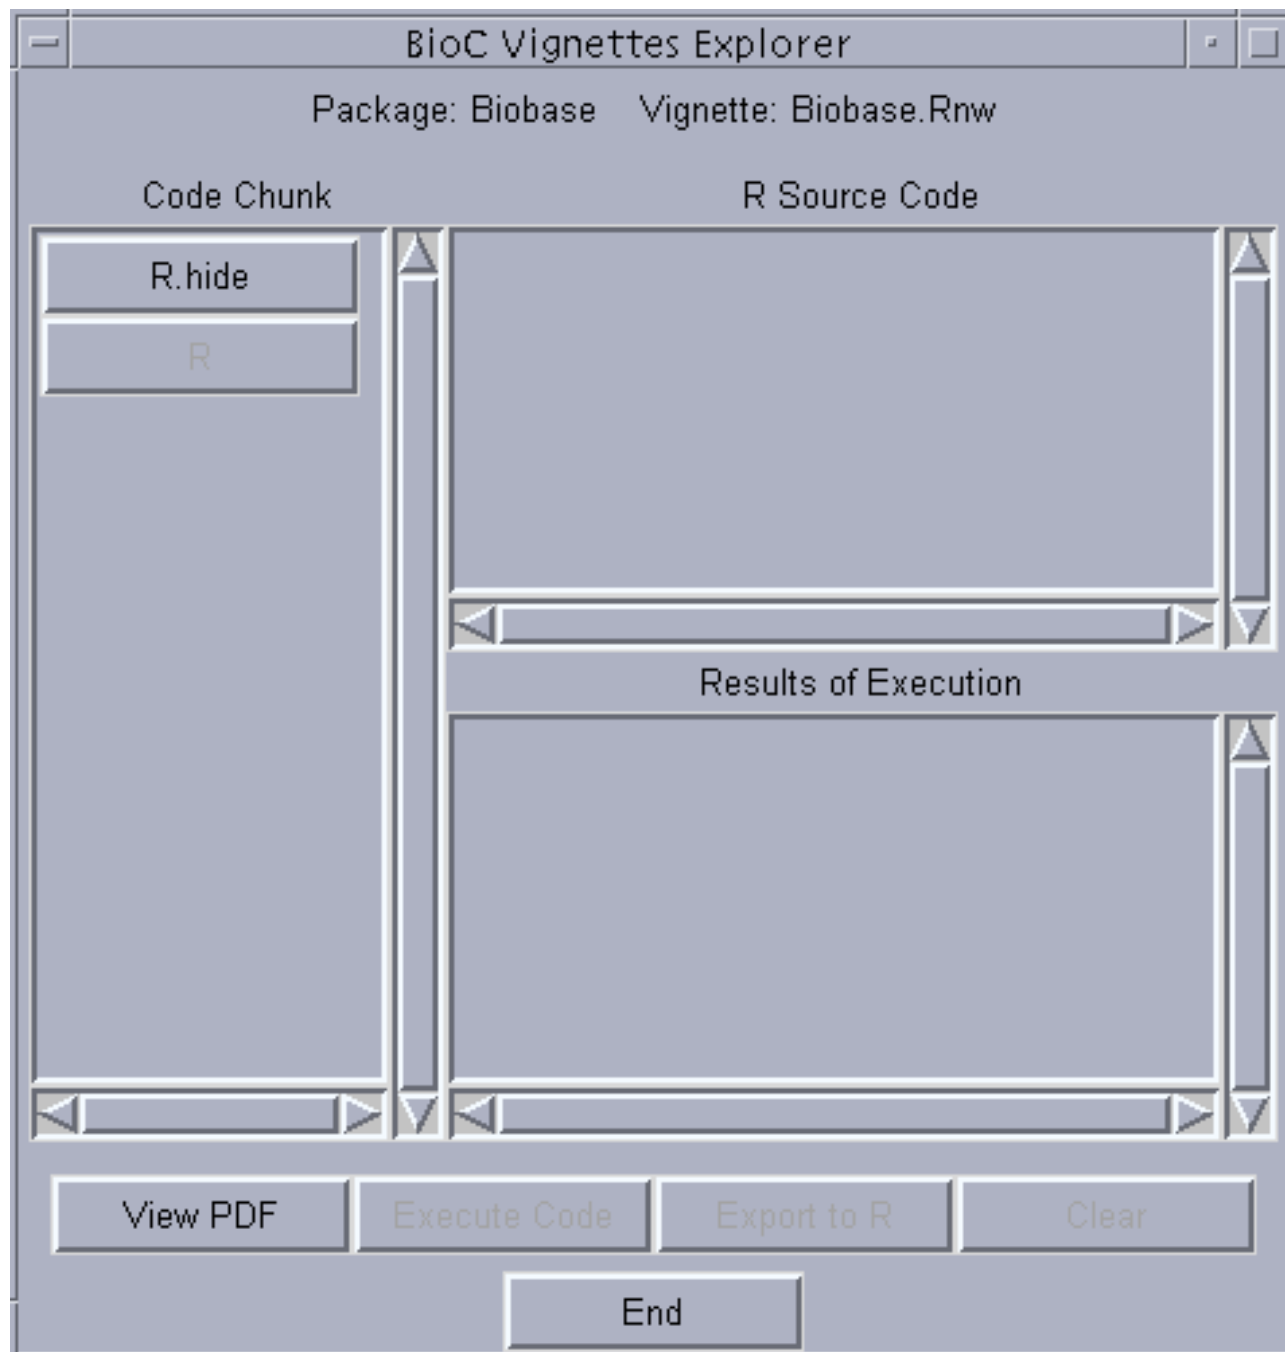 BioC Vignettes Explorer
Package: Biobase Vignette: Biobase.Rnw
Code Chunk
R Source Code
R.hide
R
Results of Execution
View PDF Execute Code Export to R Clear
End